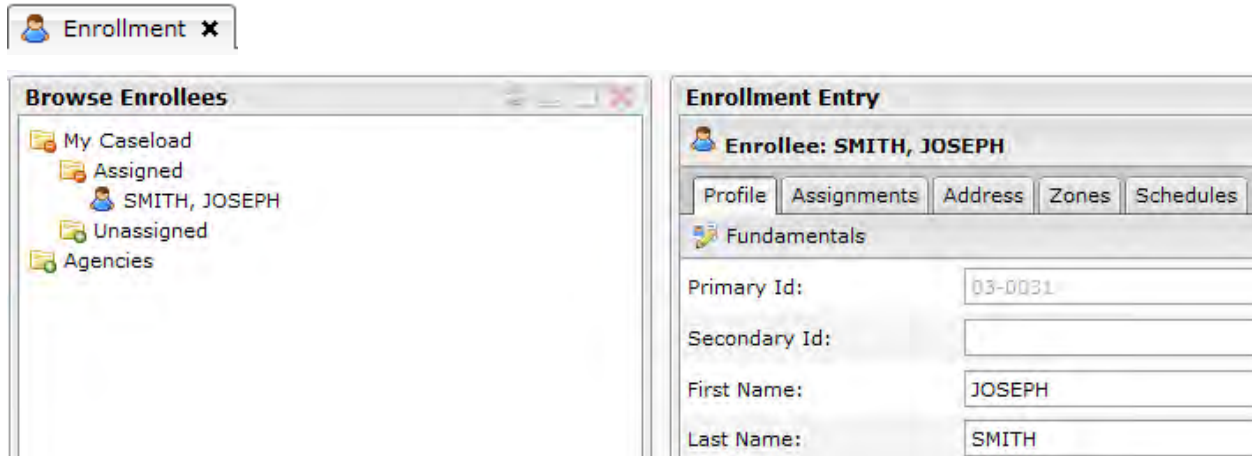 Enrollment
Browse Enrollees
My Caseload
Assigned
SMITH, JOSEPH
Unassigned
Agencies
Enrollment Entry
Enrollee: SMITH, JOSEPH
Profile Assignments Address Zones Schedules
Fundamentals
Primary Id: 03-0031
Secondary Id:
First Name: JOSEPH
Last Name: SMITH